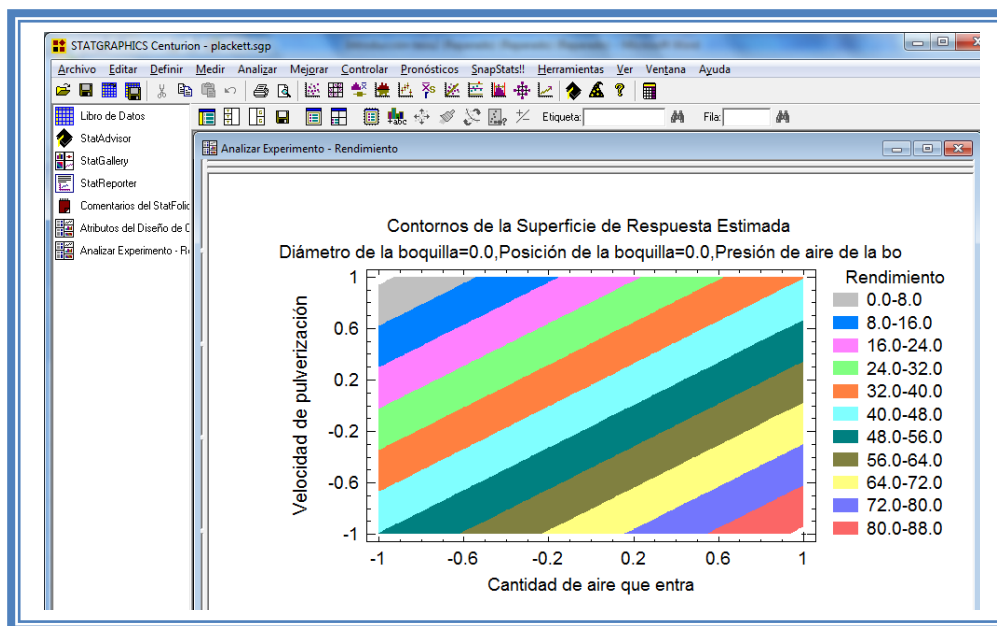 STATGRAPHICS Centurion - plackett.sgp
Archivo Editar Definir Medir Analizar Mejorar Controlar Pronósticos SnapStats!! Herramientas Ver Ventana Ayuda
Etiqueta: Fila:
Libro de Datos
StatAdvisor
StatGallery
StatReporter
Comentarios del StatFolio
Atributos del Diseño de C
Analizar Experimento - R
Analizar Experimento - Rendimiento
Contornos de la Superficie de Respuesta Estimada
Diámetro de la boquilla=0.0,Posición de la boquilla=0.0,Presión de aire de la bo
Velocidad de pulverización
1
0.6
0.2
-0.2
-0.6
-1
-1 -0.6 -0.2 0.2 0.6 1
Cantidad de aire que entra
Rendimiento
0.0-8.0
8.0-16.0
16.0-24.0
24.0-32.0
32.0-40.0
40.0-48.0
48.0-56.0
56.0-64.0
64.0-72.0
72.0-80.0
80.0-88.0